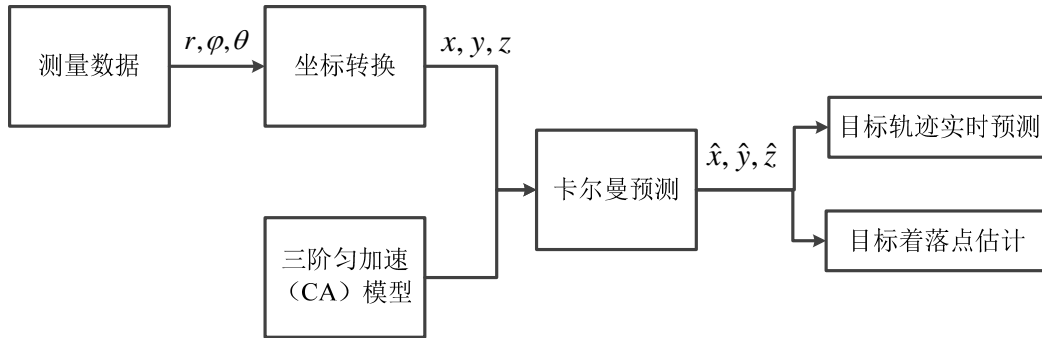 测量数据
r,φ,θ
坐标转换
x, y, z
三阶匀加速
（CA）模型
卡尔曼预测
x̂, ŷ, ẑ
目标轨迹实时预测
目标着落点估计